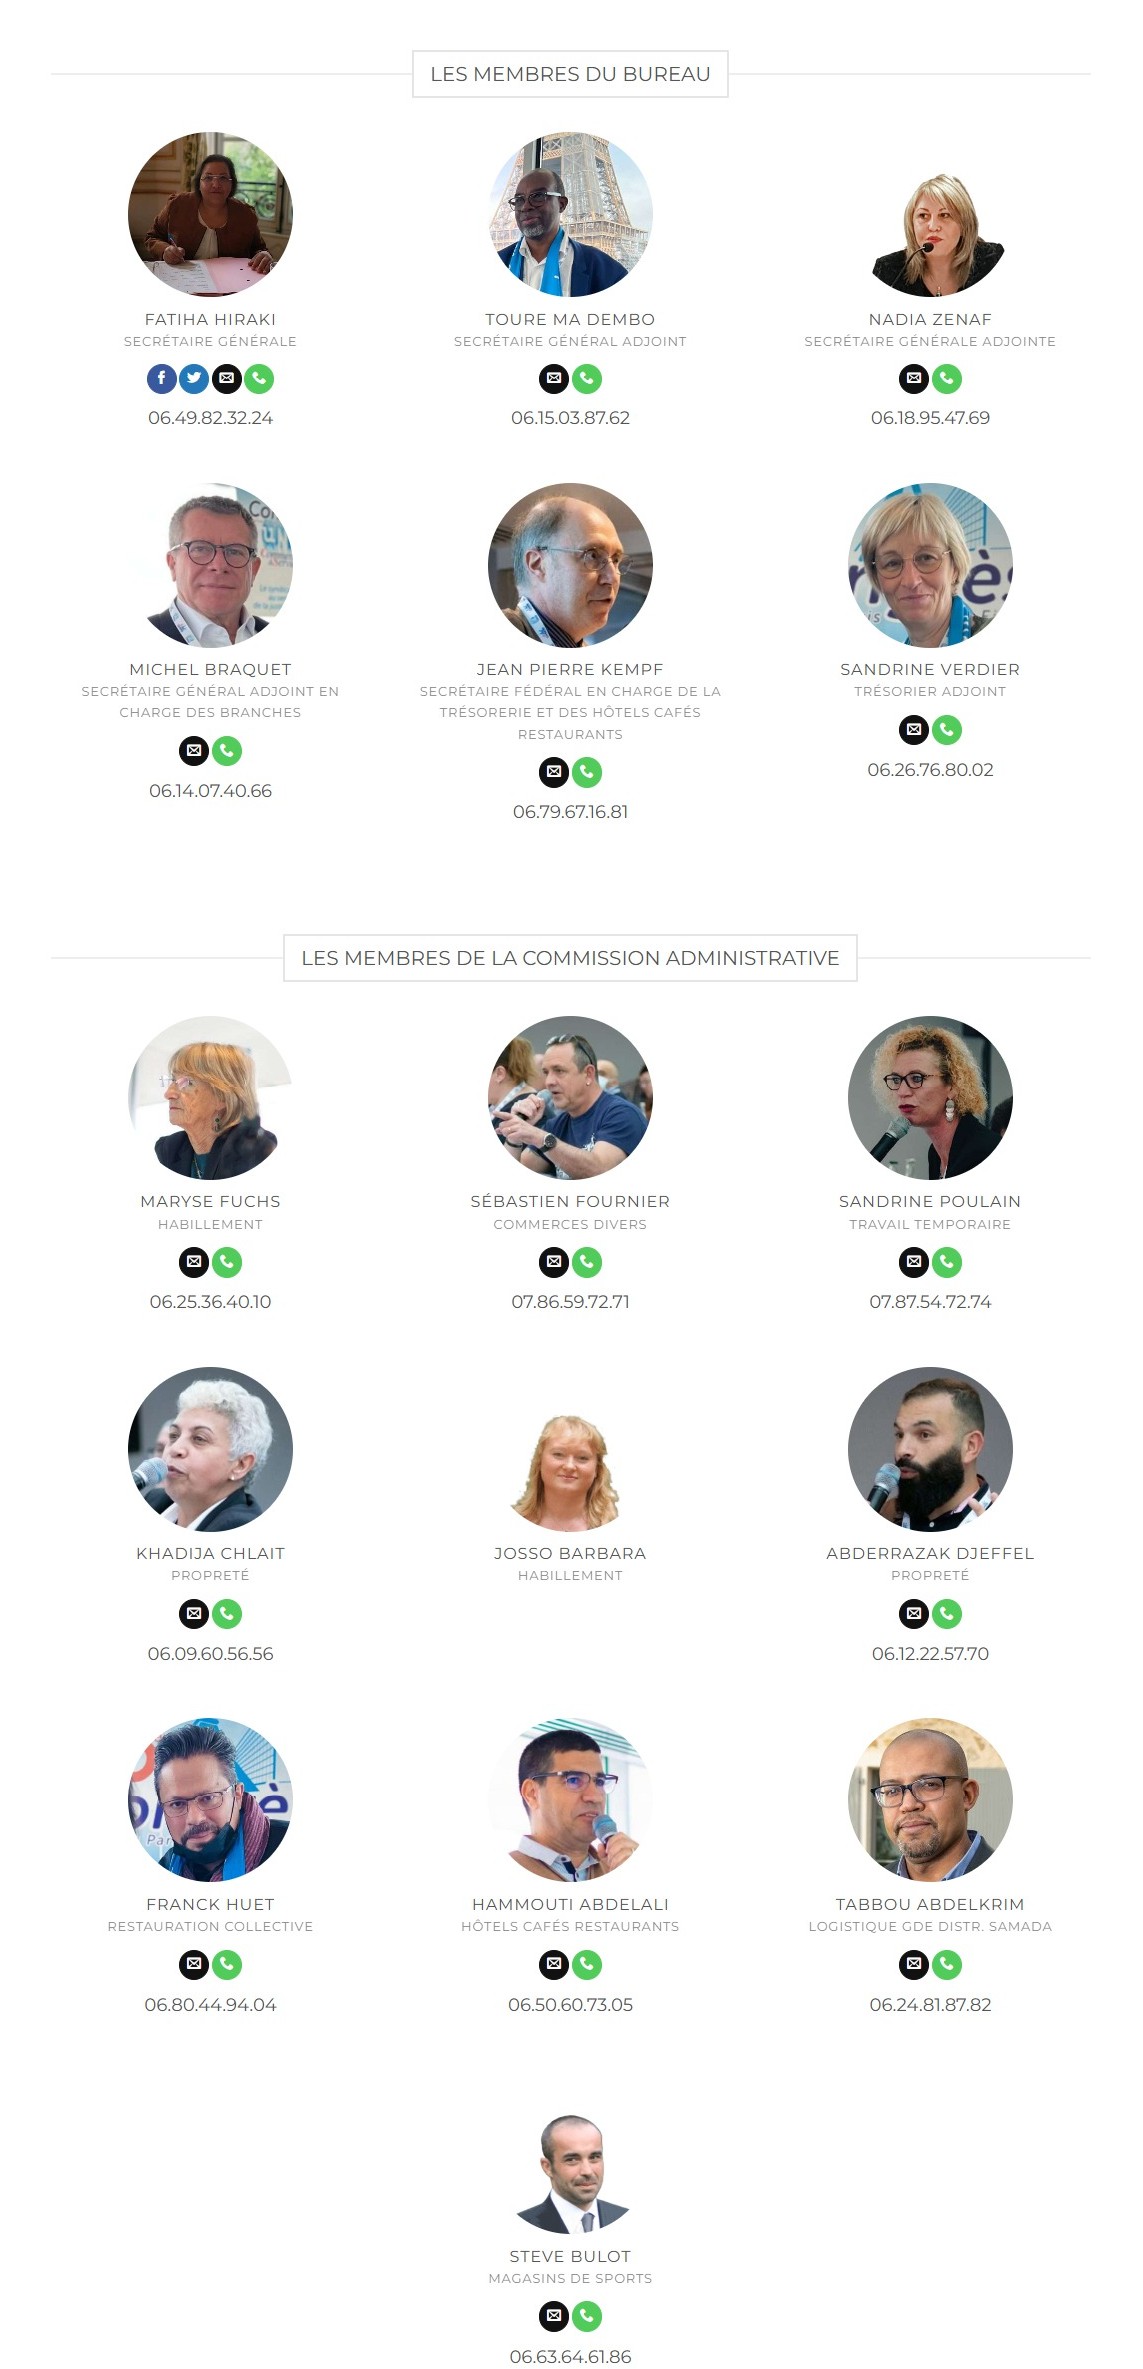 LES MEMBRES DU BUREAU
FATIHA HIRAKI
SECRÉTAIRE GÉNÉRALE
06.49.82.32.24
TOURE MA DEMBO
SECRÉTAIRE GÉNÉRAL ADJOINT
06.15.03.87.62
NADIA ZENAF
SECRÉTAIRE GÉNÉRALE ADJOINTE
06.18.95.47.69
MICHEL BRAQUET
SECRÉTAIRE GÉNÉRAL ADJOINT EN
CHARGE DES BRANCHES
06.14.07.40.66
JEAN PIERRE KEMPF
SECRÉTAIRE FÉDÉRAL EN CHARGE DE LA
TRÉSORERIE ET DES HÔTELS CAFÉS
RESTAURANTS
06.79.67.16.81
SANDRINE VERDIER
TRÉSORIER ADJOINT
06.26.76.80.02
LES MEMBRES DE LA COMMISSION ADMINISTRATIVE
MARYSE FUCHS
HABILLEMENT
06.25.36.40.10
SÉBASTIEN FOURNIER
COMMERCES DIVERS
07.86.59.72.71
SANDRINE POULAIN
TRAVAIL TEMPORAIRE
07.87.54.72.74
KHADIJA CHLAIT
PROPRETÉ
06.09.60.56.56
JOSSO BARBARA
HABILLEMENT
ABDERRAZAK DJEFFEL
PROPRETÉ
06.12.22.57.70
FRANCK HUET
RESTAURATION COLLECTIVE
06.80.44.94.04
HAMMOUTI ABDELALI
HÔTELS CAFÉS RESTAURANTS
06.50.60.73.05
TABBOU ABDELKRIM
LOGISTIQUE GDE DISTR. SAMADA
06.24.81.87.82
STEVE BULOT
MAGASINS DE SPORTS
06.63.64.61.86